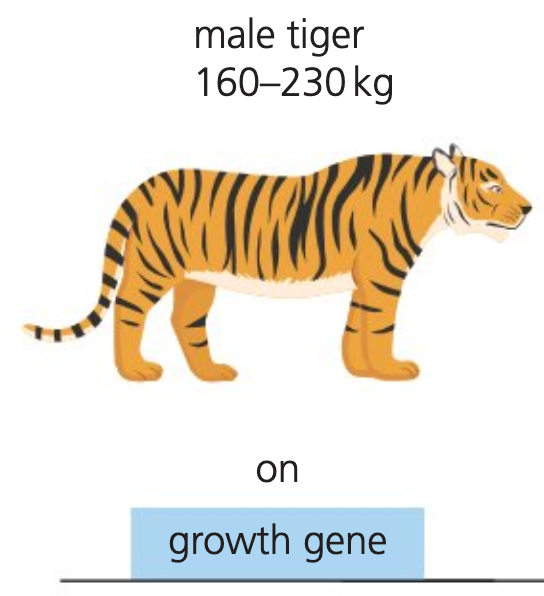 male tiger
160–230 kg
on
growth gene